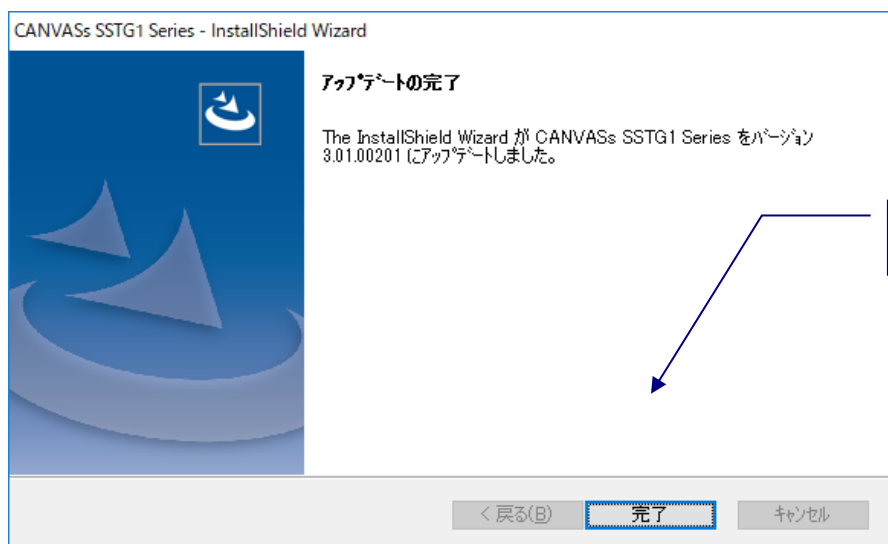 CANVASs SSTG1 Series - InstallShield Wizard
ｱｯﾌﾟﾃﾞｰﾄの完了
The InstallShield Wizard が CANVASs SSTG1 Series をﾊﾞｰｼﾞｮﾝ
3.01.00201 にｱｯﾌﾟﾃﾞｰﾄしました。
< 戻る(B)
完了
ｷｬﾝｾﾙ